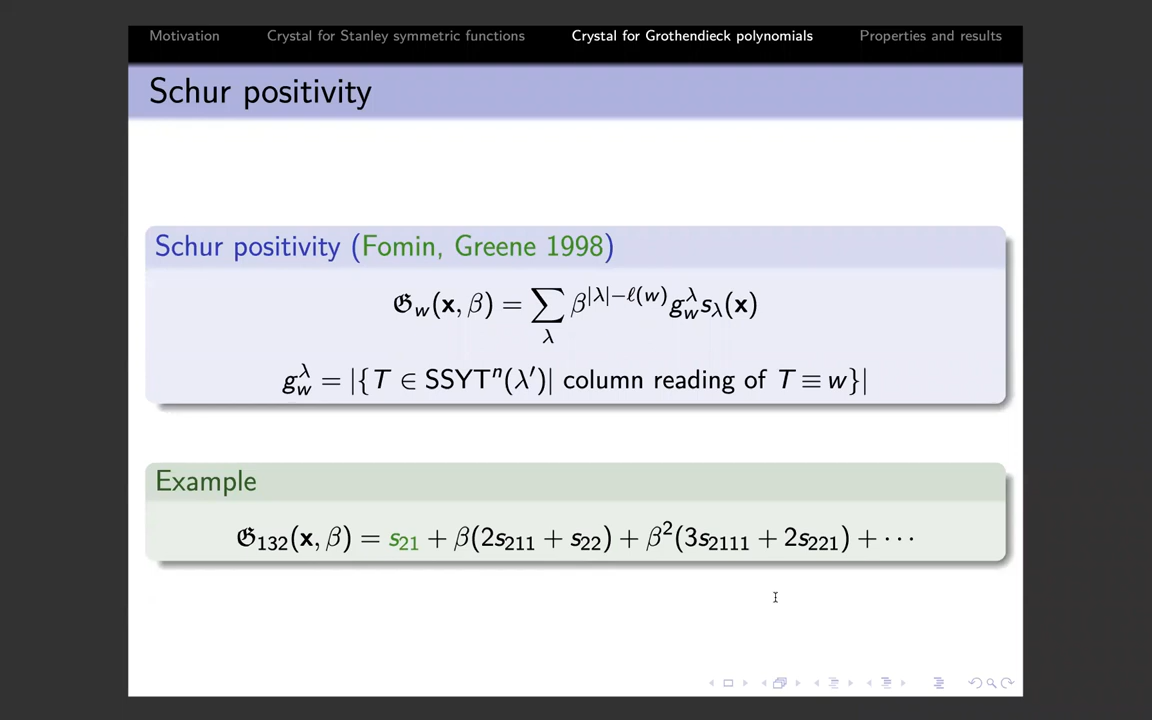 Motivation Crystal for Stanley symmetric functions Crystal for Grothendieck polynomials Properties and results
Schur positivity
Schur positivity (Fomin, Greene 1998)
𝔊_w(x, β) = ∑_λ β^{|λ|−ℓ(w)} g_w^λ s_λ(x)
g_w^λ = |{T ∈ SSYT^n(λ′)| column reading of T ≡ w}|
Example
𝔊_{132}(x, β) = s_{21} + β(2s_{211} + s_{22}) + β²(3s_{2111} + 2s_{221}) + ⋯